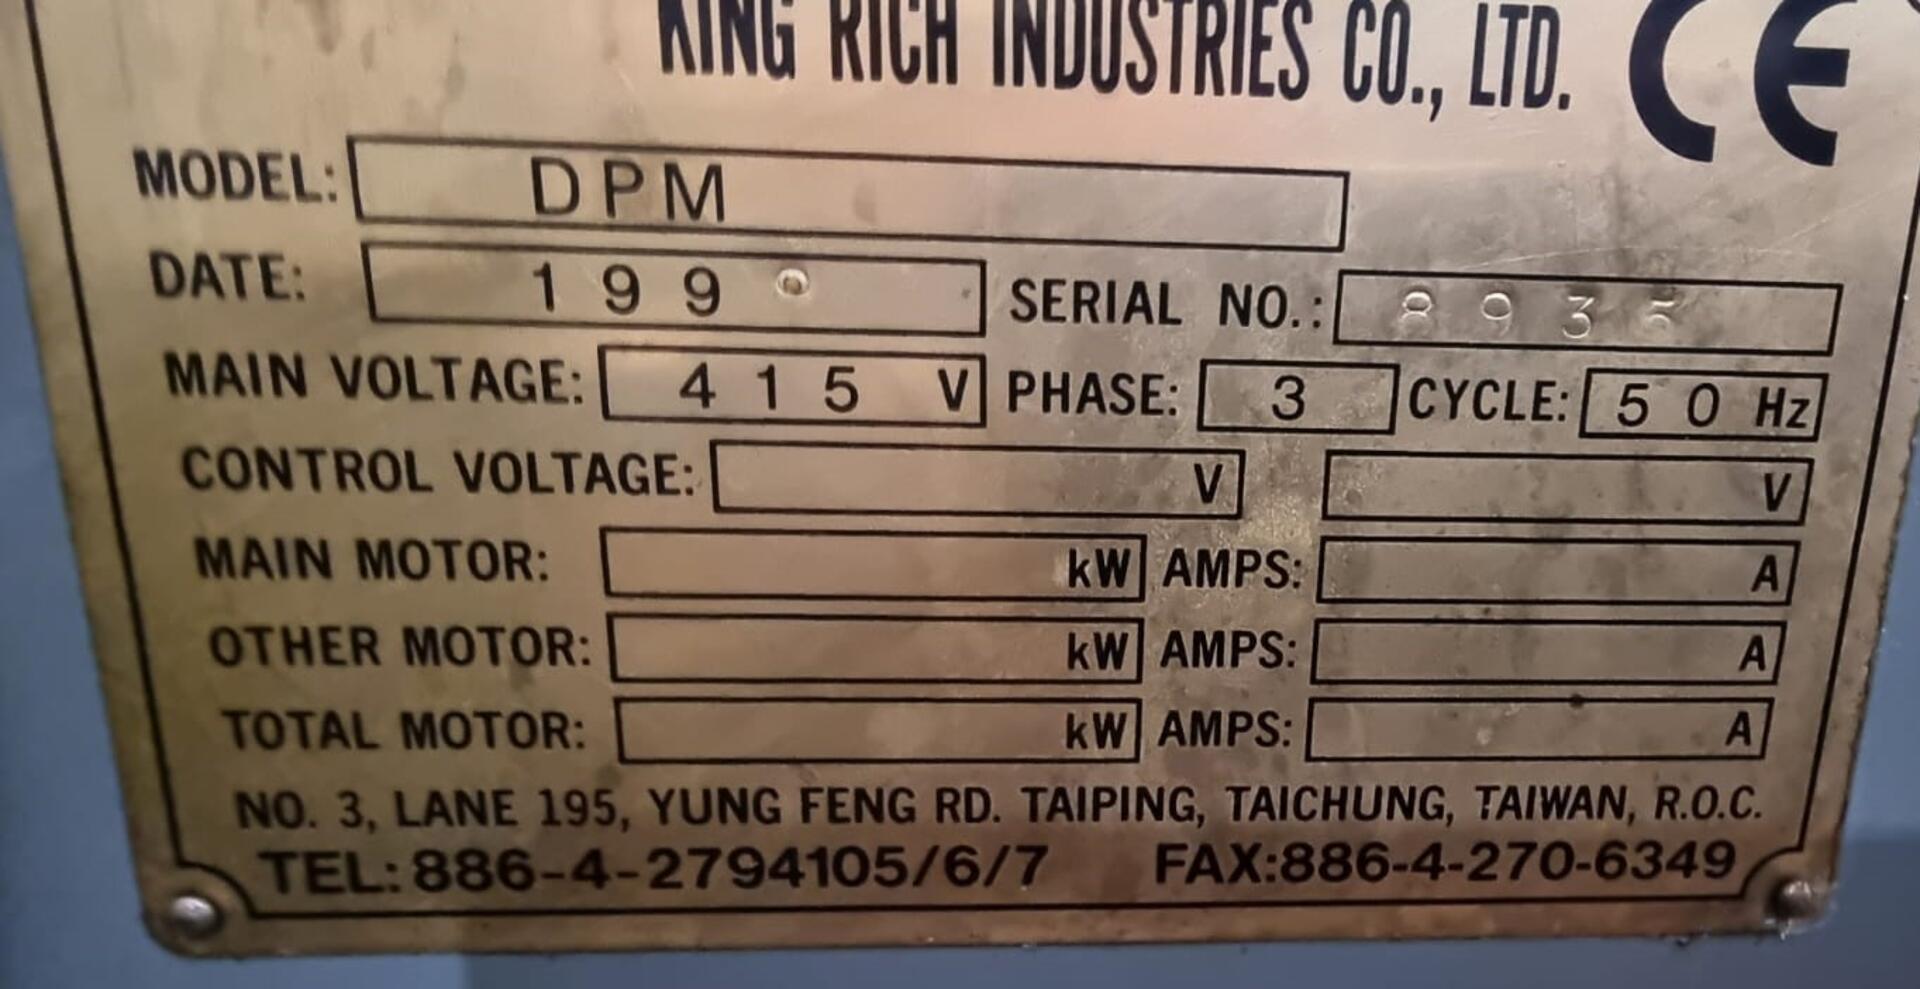 KING RICH INDUSTRIES CO., LTD. CE
MODEL: DPM
DATE: 199 SERIAL NO.: 8935
MAIN VOLTAGE: 415 V PHASE: 3 CYCLE: 50 Hz
CONTROL VOLTAGE: V V
MAIN MOTOR: kW AMPS: A
OTHER MOTOR: kW AMPS: A
TOTAL MOTOR: kW AMPS: A
NO. 3, LANE 195, YUNG FENG RD. TAIPING, TAICHUNG, TAIWAN, R.O.C.
TEL:886-4-2794105/6/7 FAX:886-4-270-6349